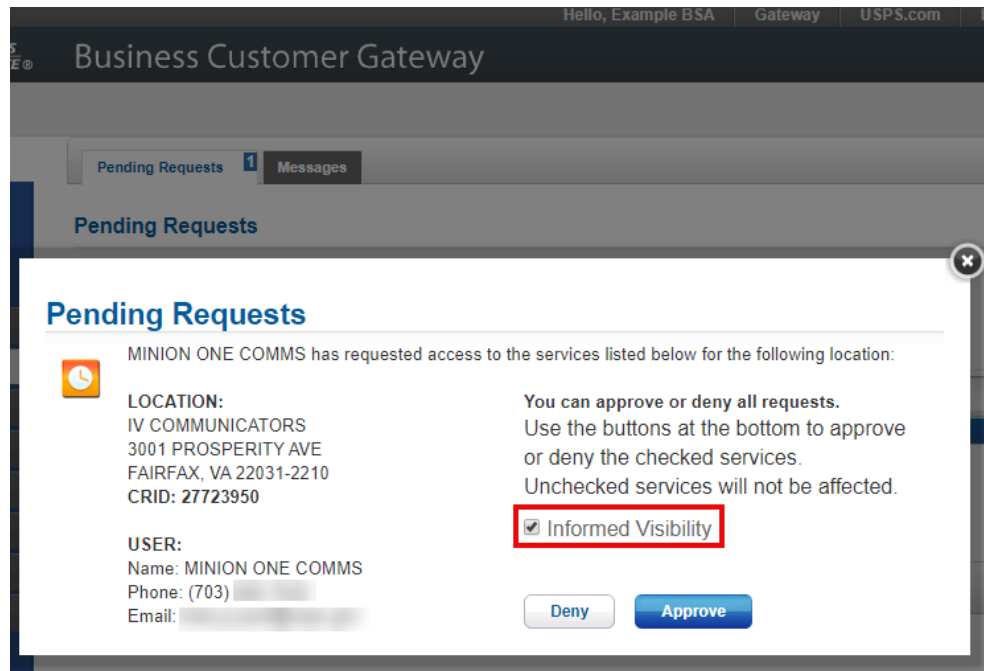 Hello, Example BSA Gateway USPS.com
Business Customer Gateway
Pending Requests 1 Messages
Pending Requests
Pending Requests
MINION ONE COMMS has requested access to the services listed below for the following location:
LOCATION:
IV COMMUNICATORS
3001 PROSPERITY AVE
FAIRFAX, VA 22031-2210
CRID: 27723950
USER:
Name: MINION ONE COMMS
Phone: (703)
Email:
You can approve or deny all requests.
Use the buttons at the bottom to approve
or deny the checked services.
Unchecked services will not be affected.
Informed Visibility
Deny Approve